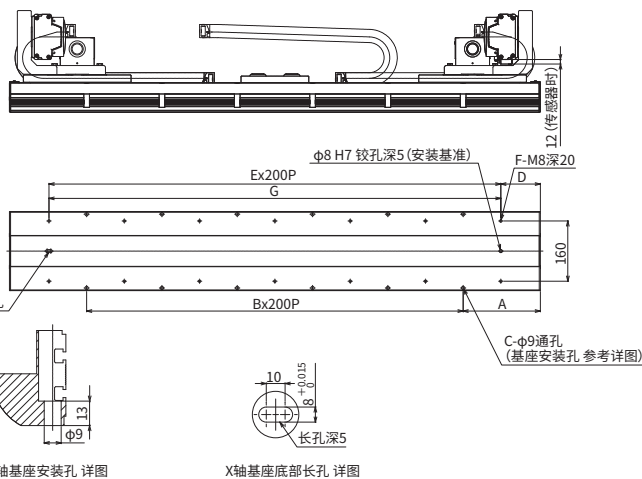 12 (传感器时)
φ8 H7 铰孔深5 (安装基准)
F-M8深20
Ex200P
D
G
160
Bx200P
A
C-φ9通孔
(基座安装孔 参考详图)
13
φ9
10
8 +0.015 0
长孔深5
轴基座安装孔 详图
X轴基座底部长孔 详图